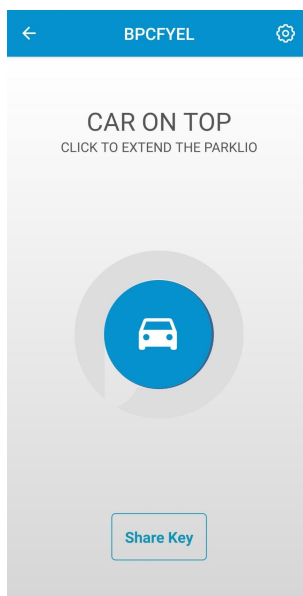 BPCFYEL
CAR ON TOP
CLICK TO EXTEND THE PARKLIO
Share Key